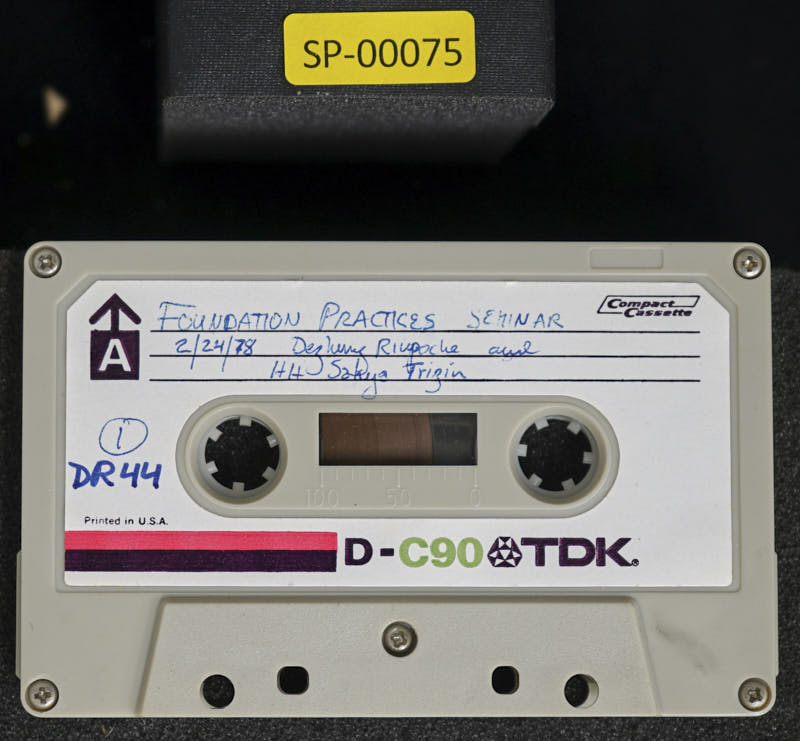 SP-00075
FOUNDATION PRACTICES SEMINAR
Compact
Cassette
A
2/24/78 Dezhung Rinpoche and
HH Sakya Trizin
1
DR44
100 50 0
Printed in U.S.A.
D-C90 TDK®